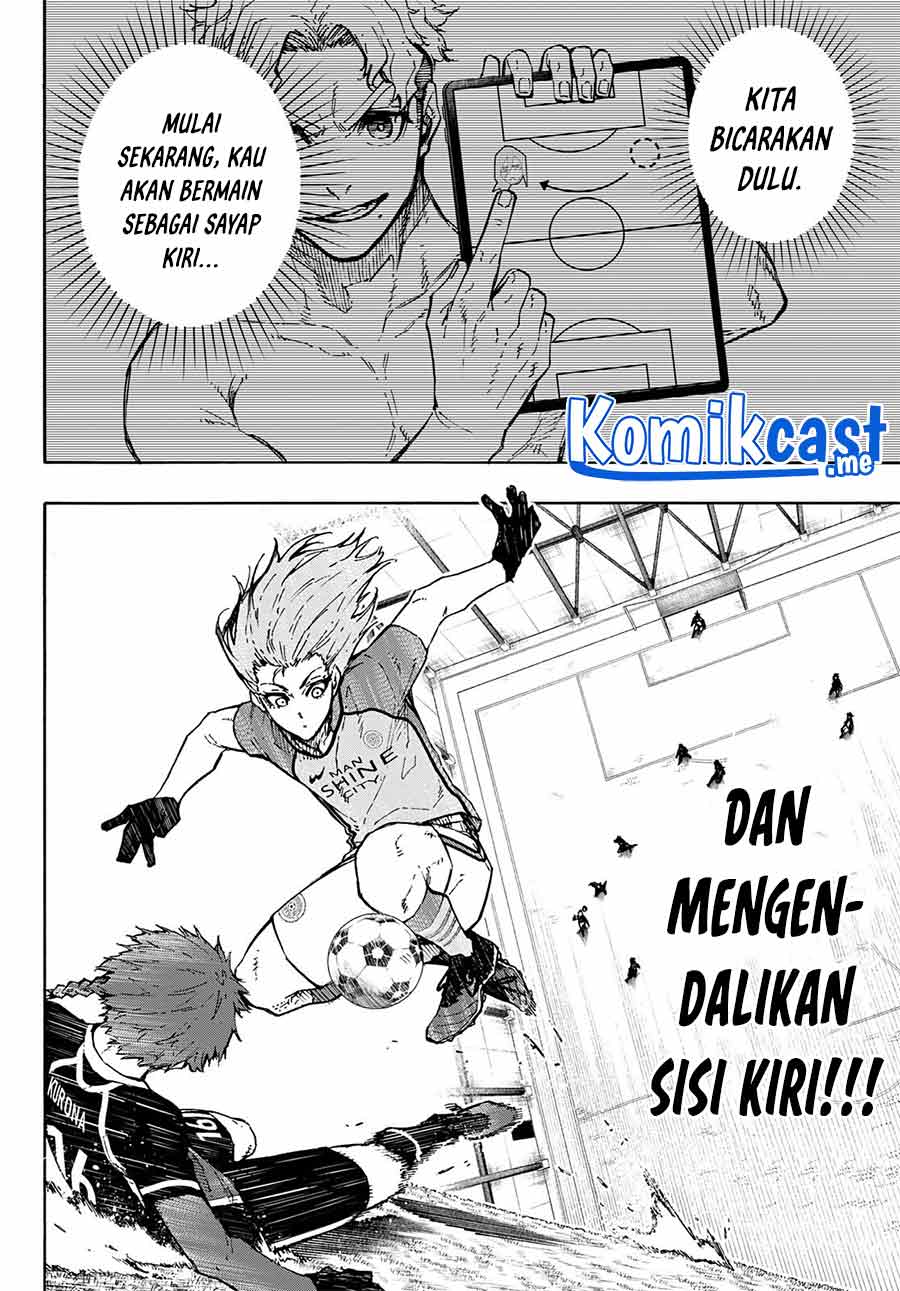 KITA
BICARAKAN
DULU.
MULAI
SEKARANG, KAU
AKAN BERMAIN
SEBAGAI SAYAP
KIRI...
Komikcast
.me
MAN
SHINE
CITY
DAN
MENGEN-
DALIKAN
SISI KIRI!!!
KURONA
16